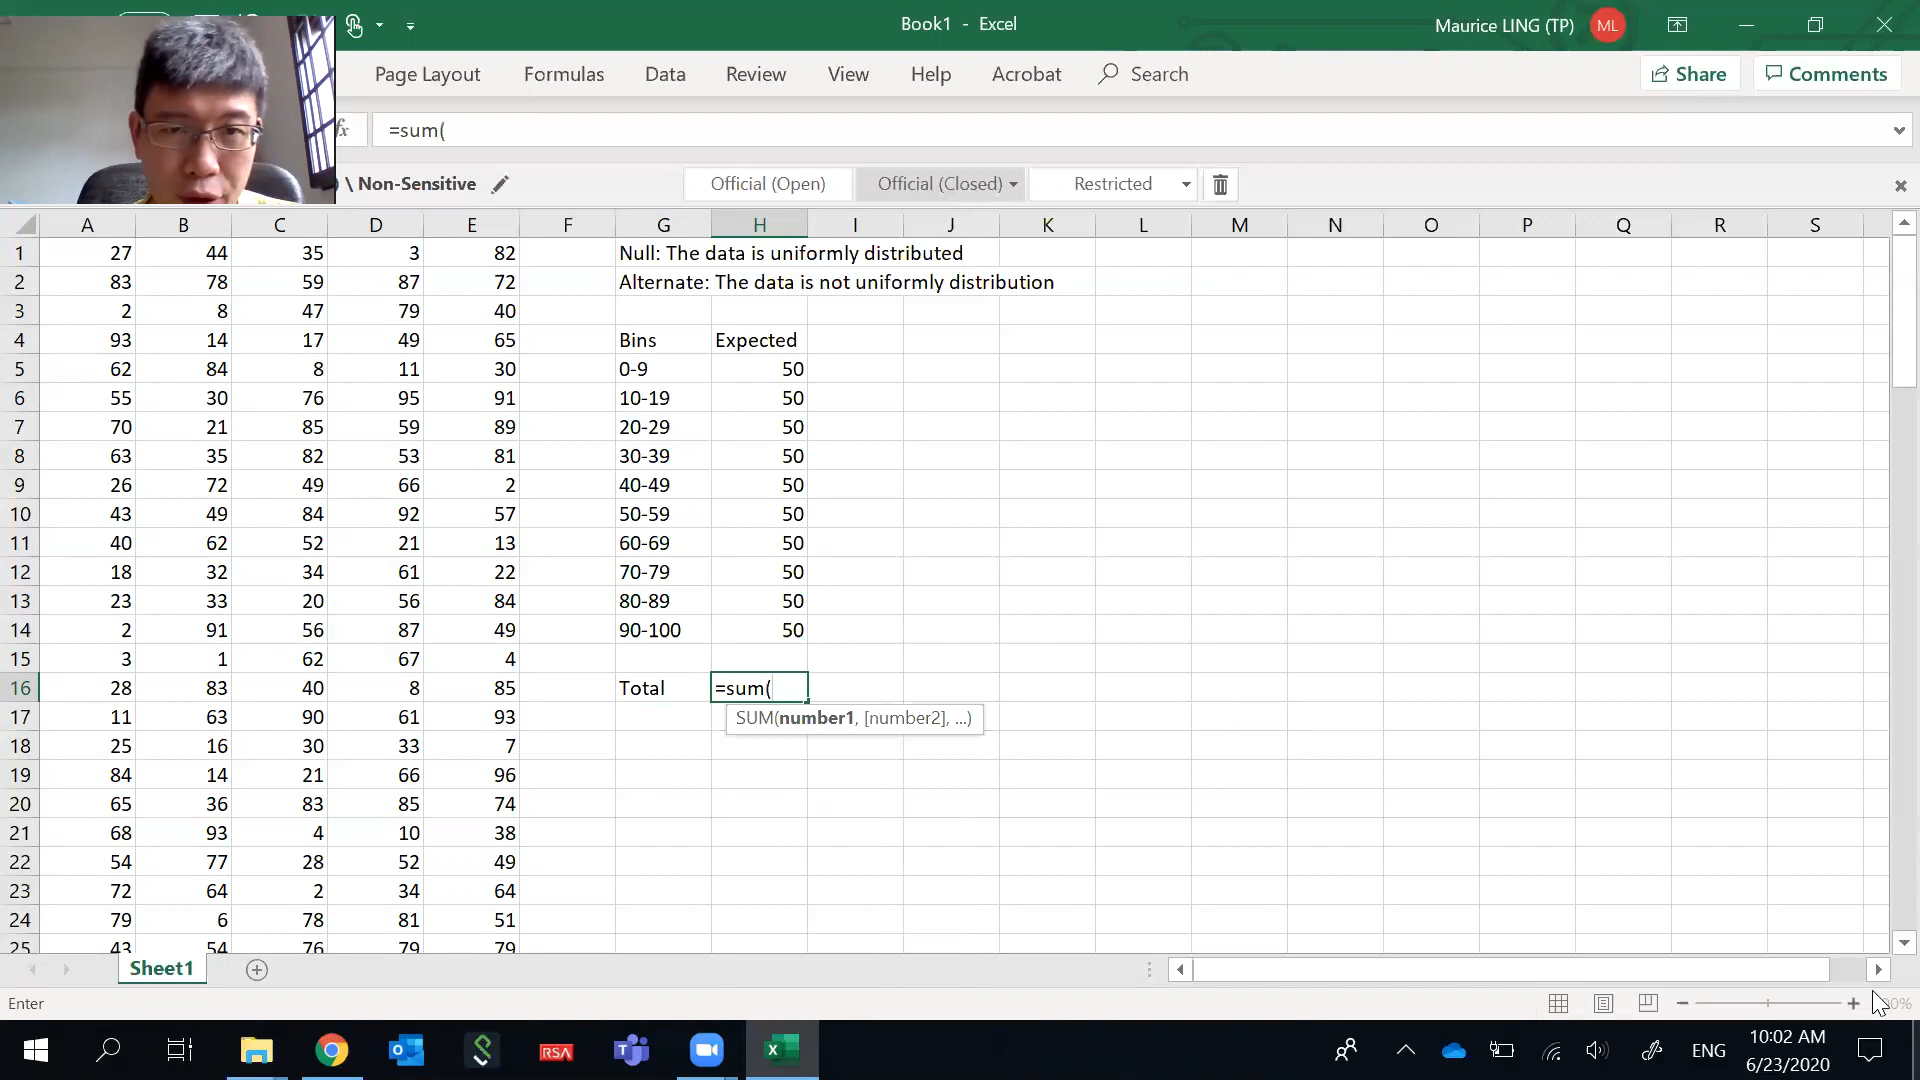 Book1 - Excel
Maurice LING (TP)
ML
Page Layout Formulas Data Review View Help Acrobat Search
Share Comments
fx =sum(
\ Non-Sensitive
Official (Open) Official (Closed) Restricted
A B C D E F G H I J K L M N O P Q R S
1 27 44 35 3 82 Null: The data is uniformly distributed
2 83 78 59 87 72 Alternate: The data is not uniformly distribution
3 2 8 47 79 40
4 93 14 17 49 65 Bins Expected
5 62 84 8 11 30 0-9 50
6 55 30 76 95 91 10-19 50
7 70 21 85 59 89 20-29 50
8 63 35 82 53 81 30-39 50
9 26 72 49 66 2 40-49 50
10 43 49 84 92 57 50-59 50
11 40 62 52 21 13 60-69 50
12 18 32 34 61 22 70-79 50
13 23 33 20 56 84 80-89 50
14 2 91 56 87 49 90-100 50
15 3 1 62 67 4
16 28 83 40 8 85 Total =sum(
17 11 63 90 61 93 SUM(number1, [number2], ...)
18 25 16 30 33 7
19 84 14 21 66 96
20 65 36 83 85 74
21 68 93 4 10 38
22 54 77 28 52 49
23 72 64 2 34 64
24 79 6 78 81 51
25 43 54 76 79 79
Sheet1
Enter
RSA
ENG
10:02 AM
6/23/2020